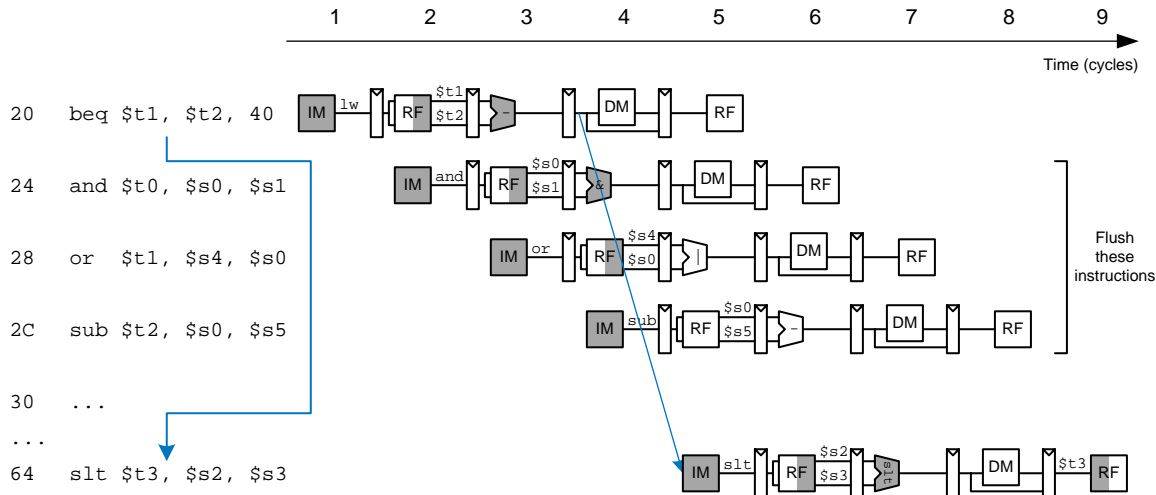 1 2 3 4 5 6 7 8 9
Time (cycles)
20 beq $t1, $t2, 40 IM lw RF $t1 $t2 - DM RF
24 and $t0, $s0, $s1 IM and RF $s0 $s1 & DM RF
28 or $t1, $s4, $s0 IM or RF $s4 $s0 | DM RF
2C sub $t2, $s0, $s5 IM sub RF $s0 $s5 - DM RF
Flush
these
instructions
30 ...
...
64 slt $t3, $s2, $s3 IM slt RF $s2 $s3 slt DM $t3 RF